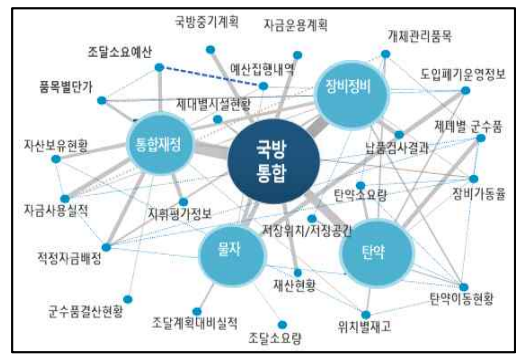 국방중기계획
자금운용계획
개체관리품목
조달소요예산
예산집행내역
도입폐기운영정보
품목별단가
제대별시설현황
장비정비
통합재정
국방
통합
제제별 군수품
납품검사결과
자산보유현황
탄약소요량
장비가동율
자금사용실적
지휘평가정보
저장위치/저장공간
적정자금배정
물자
탄약
재산현황
탄약이동현황
군수품결산현황
조달계획대비실적
조달소요량
위치별재고